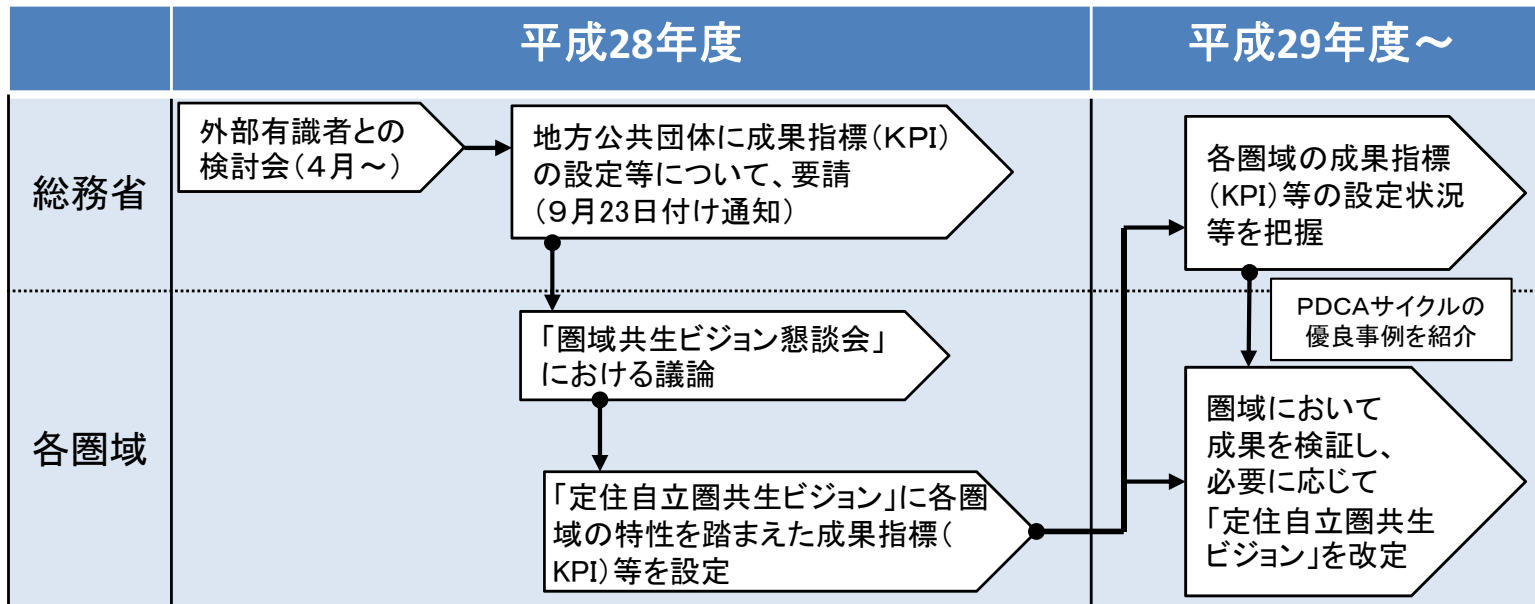 平成28年度
平成29年度～
総務省
外部有識者との
検討会（４月～）
地方公共団体に成果指標（ＫＰＩ）
の設定等について、要請
（９月23日付け通知）
各圏域の成果指標
（KPI）等の設定状況
等を把握
PDCAサイクルの
優良事例を紹介
各圏域
「圏域共生ビジョン懇談会」
における議論
「定住自立圏共生ビジョン」に各圏
域の特性を踏まえた成果指標（
KPI）等を設定
圏域において
成果を検証し、
必要に応じて
「定住自立圏共生
ビジョン」を改定